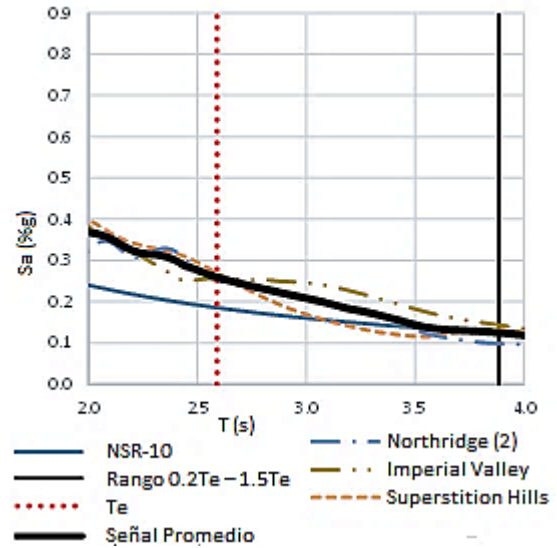 0.9
0.8
0.7
0.6
0.5
0.4
0.3
0.2
0.1
0.0
Sa (%g)
2.0 2.5 3.0 3.5 4.0
T (s)
NSR-10
Rango 0.2Te – 1.5Te
Te
Señal Promedio
Northridge (2)
Imperial Valley
Superstition Hills